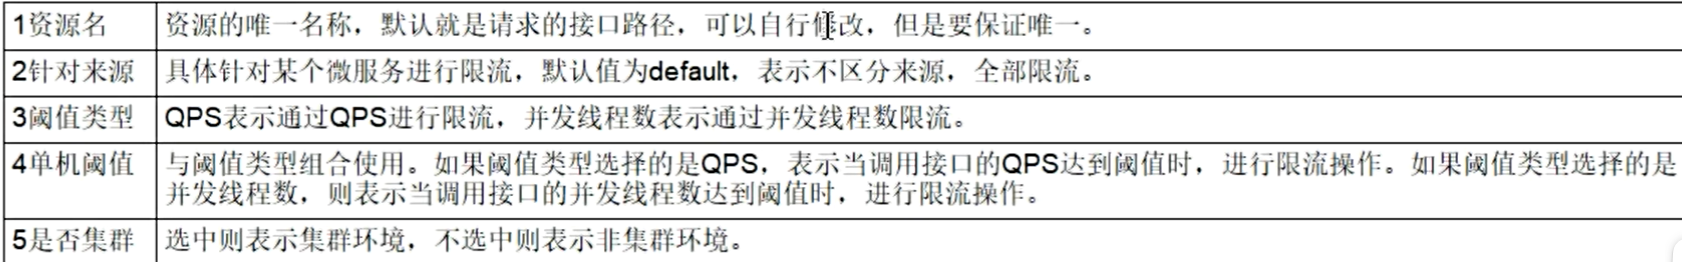 1资源名 资源的唯一名称，默认就是请求的接口路径，可以自行修改，但是要保证唯一。
2针对来源 具体针对某个微服务进行限流，默认值为default，表示不区分来源，全部限流。
3阈值类型 QPS表示通过QPS进行限流，并发线程数表示通过并发线程数限流。
4单机阈值 与阈值类型组合使用。如果阈值类型选择的是QPS，表示当调用接口的QPS达到阈值时，进行限流操作。如果阈值类型选择的是
并发线程数，则表示当调用接口的并发线程数达到阈值时，进行限流操作。
5是否集群 选中则表示集群环境，不选中则表示非集群环境。